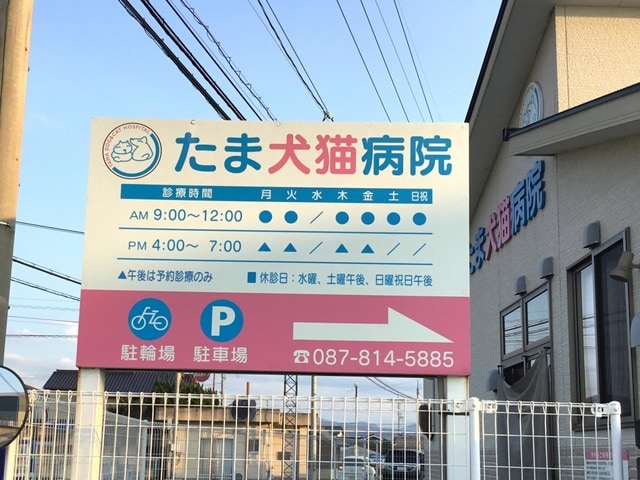 TAMA DOG&CAT HOSPITAL
たま犬猫病院
診療時間 月 火 水 木 金 土 日祝
AM 9:00～12:00 ● ● ／ ● ● ● ●
PM 4:00～ 7:00 ▲ ▲ ／ ▲ ▲ ／ ／
▲午後は予約診療のみ ■休診日：水曜、土曜午後、日曜祝日午後
P
駐輪場 駐車場
☎087-814-5885
たま犬猫病院